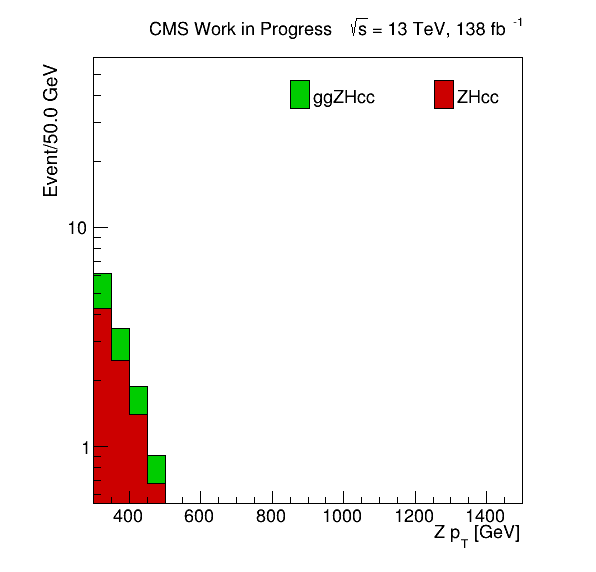 CMS Work in Progress √s = 13 TeV, 138 fb -1
Event/50.0 GeV
ggZHcc ZHcc
10
1
400 600 800 1000 1200 1400
Z pT [GeV]